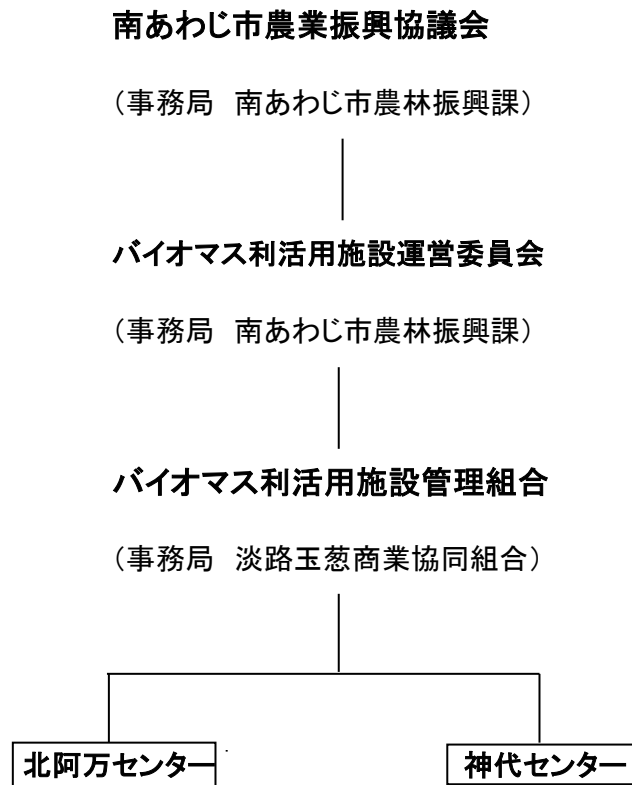 南あわじ市農業振興協議会
（事務局　南あわじ市農林振興課）
バイオマス利活用施設運営委員会
（事務局　南あわじ市農林振興課）
バイオマス利活用施設管理組合
（事務局　淡路玉葱商業協同組合）
北阿万センター
神代センター